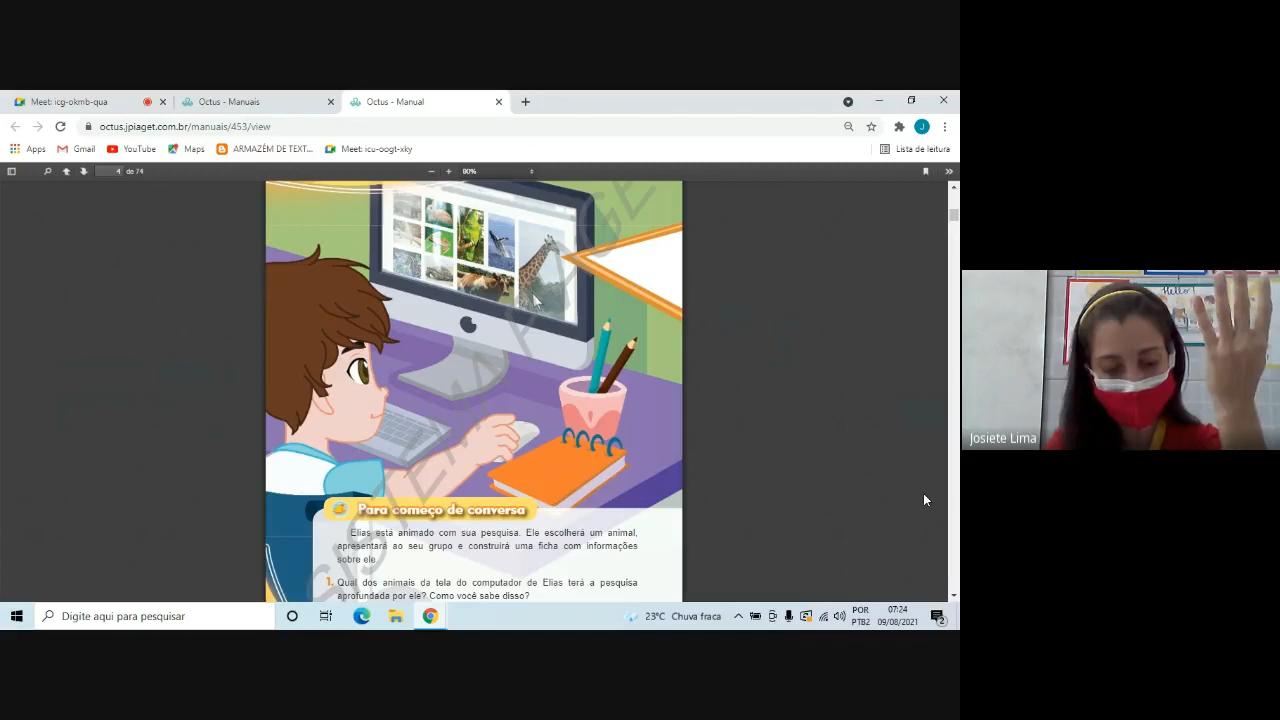 Meet: icg-okmb-qua
Octus - Manuais
Octus - Manual
octus.jpiaget.com.br/manuais/453/view
Apps
Gmail
YouTube
Maps
ARMAZÉM DE TEXT...
Meet: icu-oogt-xky
Lista de leitura
4 de 74
90%
Hello!
Josiete Lima
Para começo de conversa
Elias está animado com sua pesquisa. Ele escolherá um animal,
apresentará ao seu grupo e construirá uma ficha com informações
sobre ele.
1. Qual dos animais da tela do computador de Elias terá a pesquisa
aprofundada por ele? Como você sabe disso?
Digite aqui para pesquisar
23°C Chuva fraca
POR
PTB2
07:24
09/08/2021
2